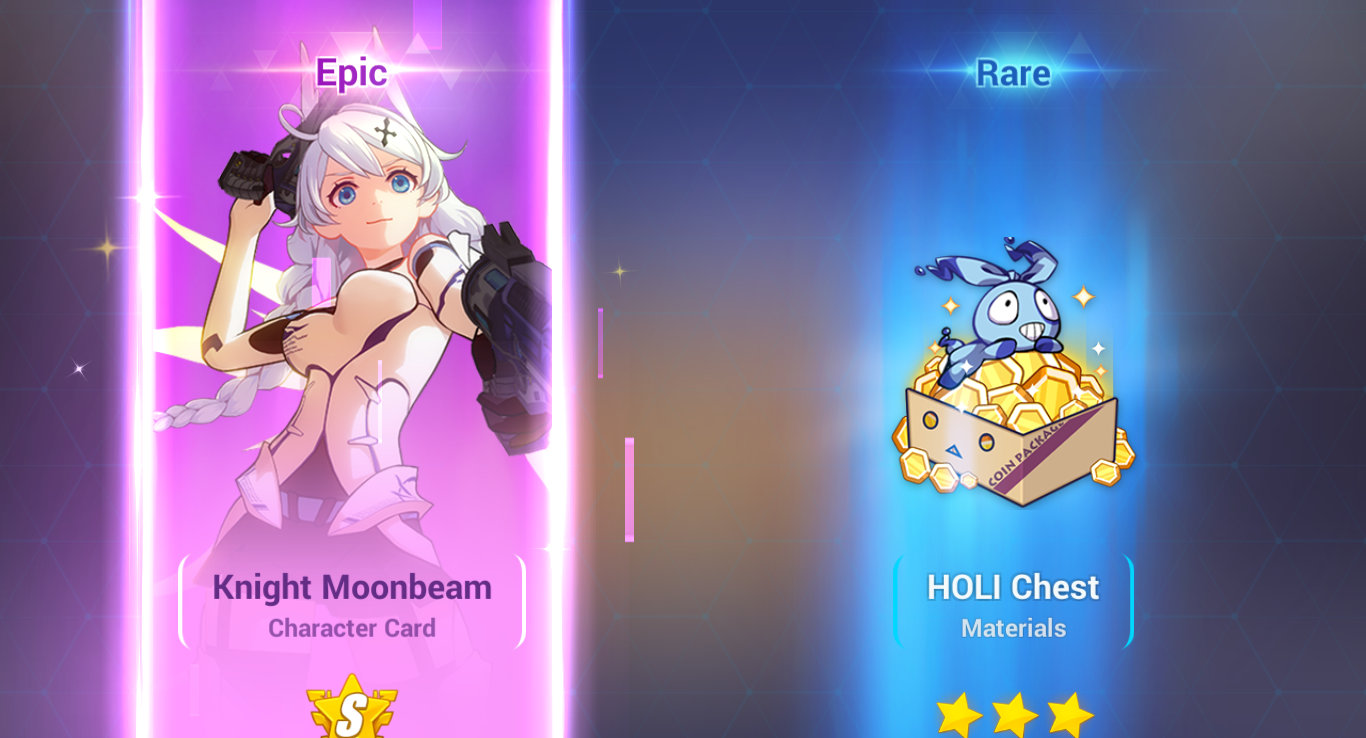 Epic
Rare
COIN PACKAGE
Knight Moonbeam
Character Card
HOLI Chest
Materials
S